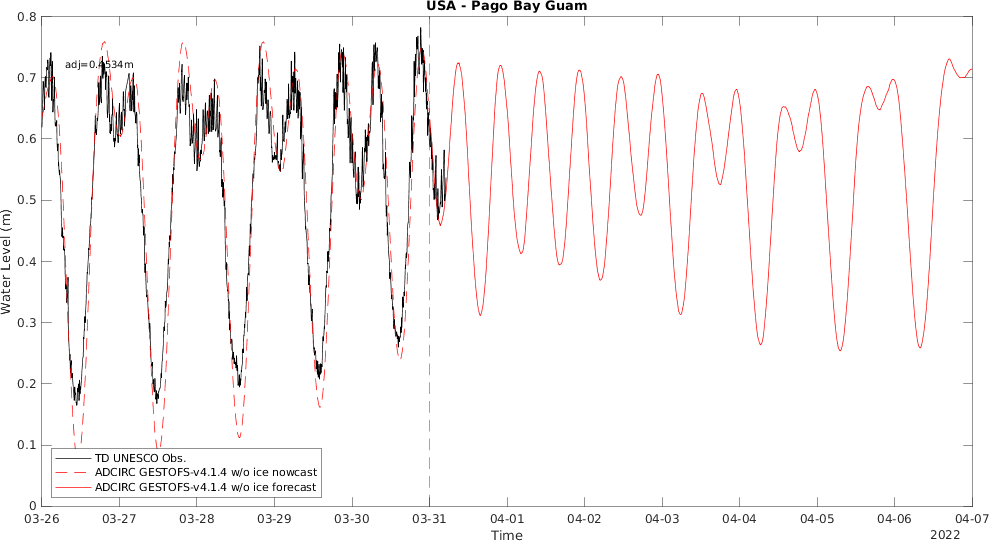 USA - Pago Bay Guam
0.8
adj=0.4534m
0.7
0.6
0.5
0.4
0.3
0.2
0.1
0
Water Level (m)
TD UNESCO Obs.
ADCIRC GESTOFS-v4.1.4 w/o ice nowcast
ADCIRC GESTOFS-v4.1.4 w/o ice forecast
03-26 03-27 03-28 03-29 03-30 03-31 04-01 04-02 04-03 04-04 04-05 04-06 04-07
Time
2022